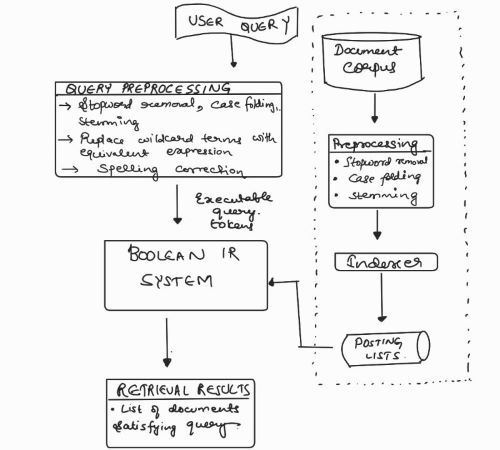 USER QUERY
QUERY PREPROCESSING
→ Stopword removal, case folding,
stemming
→ Replace wildcard terms with
equivalent expression
→ Spelling correction
Executable
query
tokens
BOOLEAN IR
SYSTEM
RETRIEVAL RESULTS
• List of documents
satisfying query
Document
Corpus
Preprocessing
• Stopword removal
• Case folding
• stemming
Indexer
POSTING
LISTS